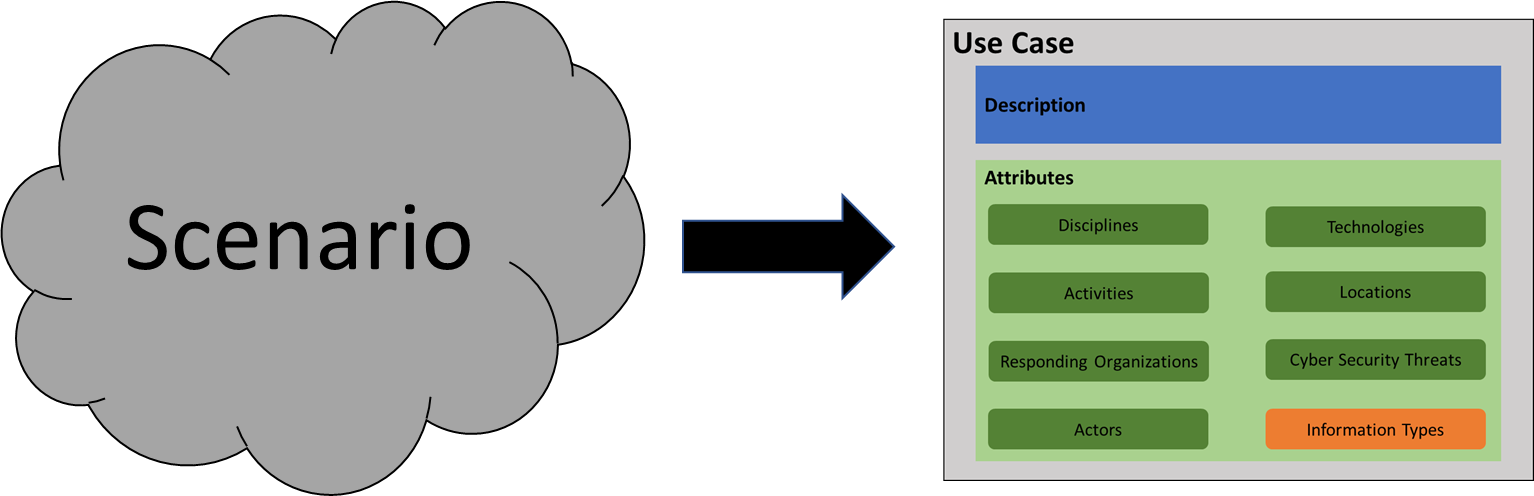 Scenario
Use Case
Description
Attributes
Disciplines
Technologies
Activities
Locations
Responding Organizations
Cyber Security Threats
Actors
Information Types